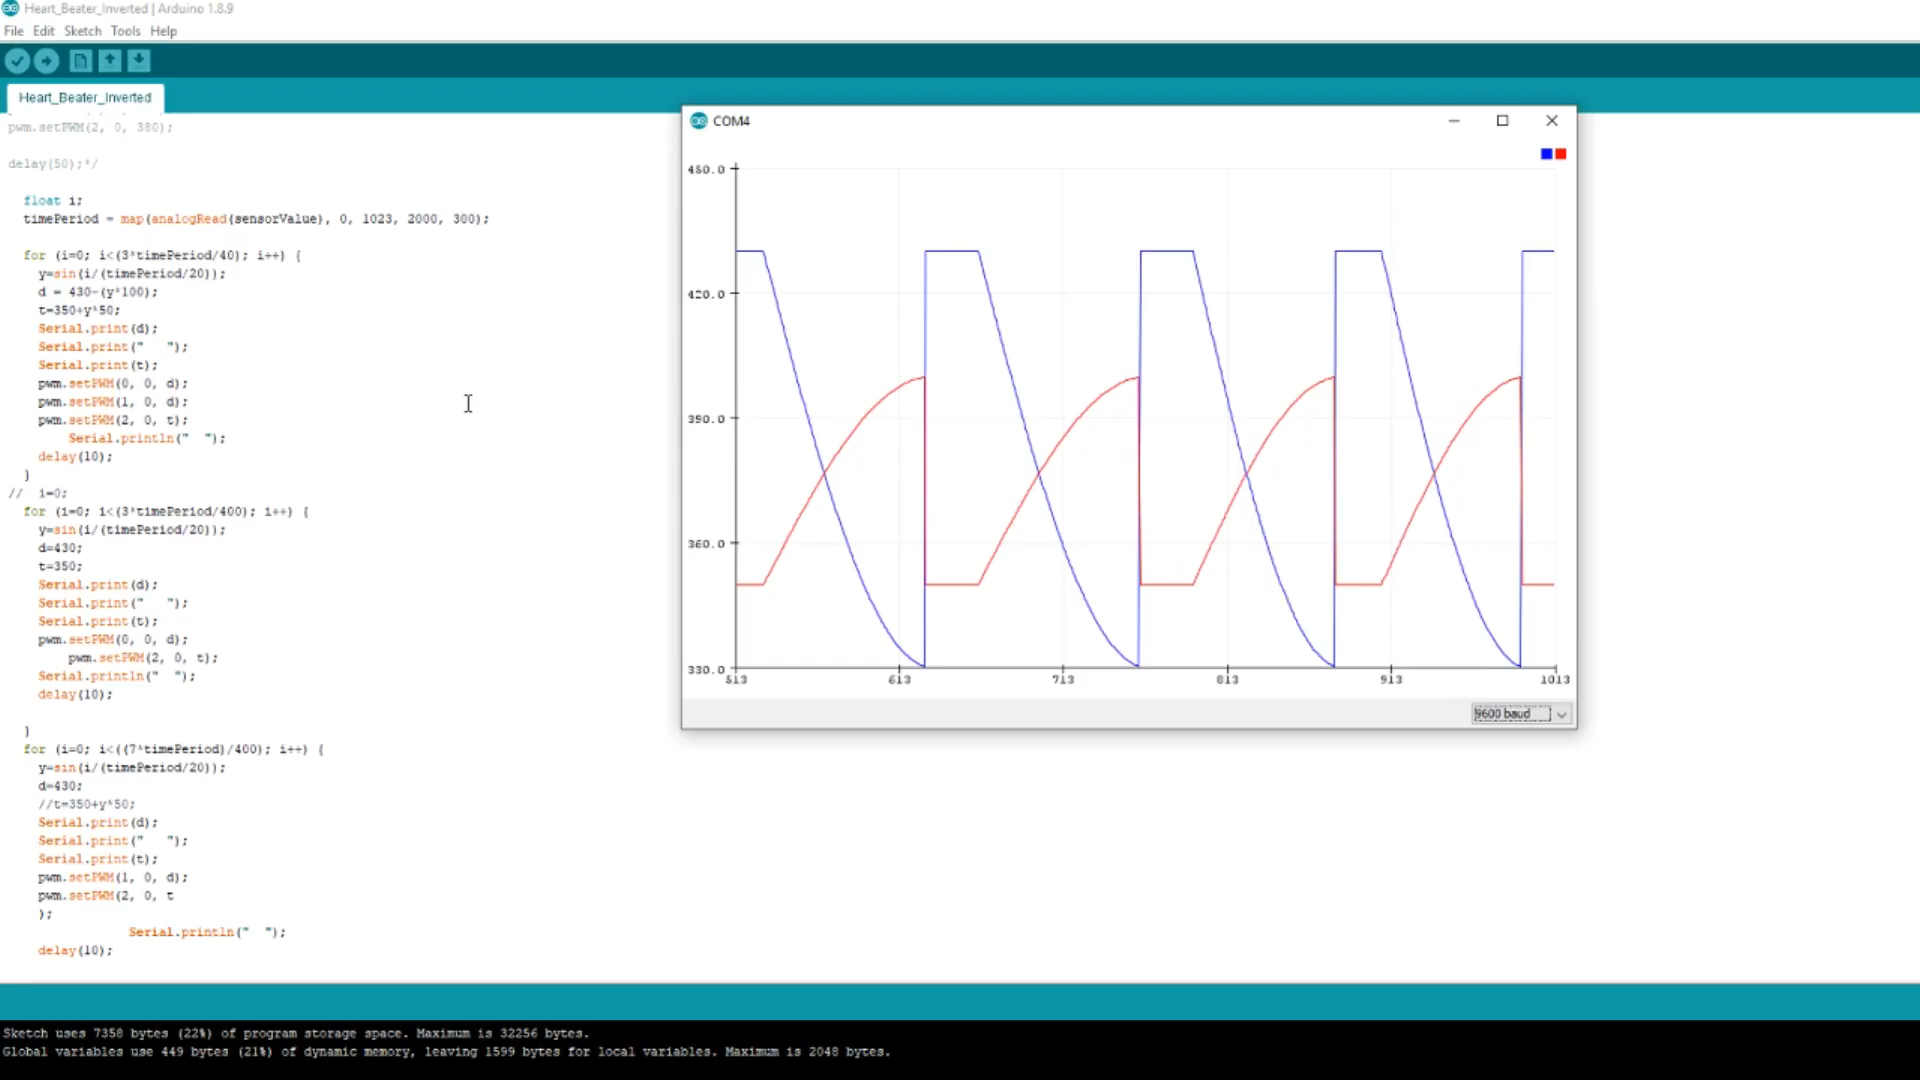 Heart_Beater_Inverted | Arduino 1.8.9
File Edit Sketch Tools Help
Heart_Beater_Inverted
pwm.setPWM(2, 0, 380);
delay(50);*/
float i;
timePeriod = map(analogRead(sensorValue), 0, 1023, 2000, 300);
for (i=0; i<(3*timePeriod/40); i++) {
y=sin(i/(timePeriod/20));
d = 430-(y*100);
t=350+y*50;
Serial.print(d);
Serial.print("   ");
Serial.print(t);
pwm.setPWM(0, 0, d);
pwm.setPWM(1, 0, d);
pwm.setPWM(2, 0, t);
Serial.println("  ");
delay(10);
}
//  i=0;
for (i=0; i<(3*timePeriod/400); i++) {
y=sin(i/(timePeriod/20));
d=430;
t=350;
Serial.print(d);
Serial.print("   ");
Serial.print(t);
pwm.setPWM(0, 0, d);
pwm.setPWM(2, 0, t);
Serial.println("  ");
delay(10);
}
for (i=0; i<((7*timePeriod)/400); i++) {
y=sin(i/(timePeriod/20));
d=430;
//t=350+y*50;
Serial.print(d);
Serial.print("   ");
Serial.print(t);
pwm.setPWM(1, 0, d);
pwm.setPWM(2, 0, t
);
Serial.println("  ");
delay(10);
COM4
450.0
420.0
390.0
360.0
330.0
513 613 713 813 913 1013
9600 baud
Sketch uses 7358 bytes (22%) of program storage space. Maximum is 32256 bytes.
Global variables use 449 bytes (21%) of dynamic memory, leaving 1599 bytes for local variables. Maximum is 2048 bytes.